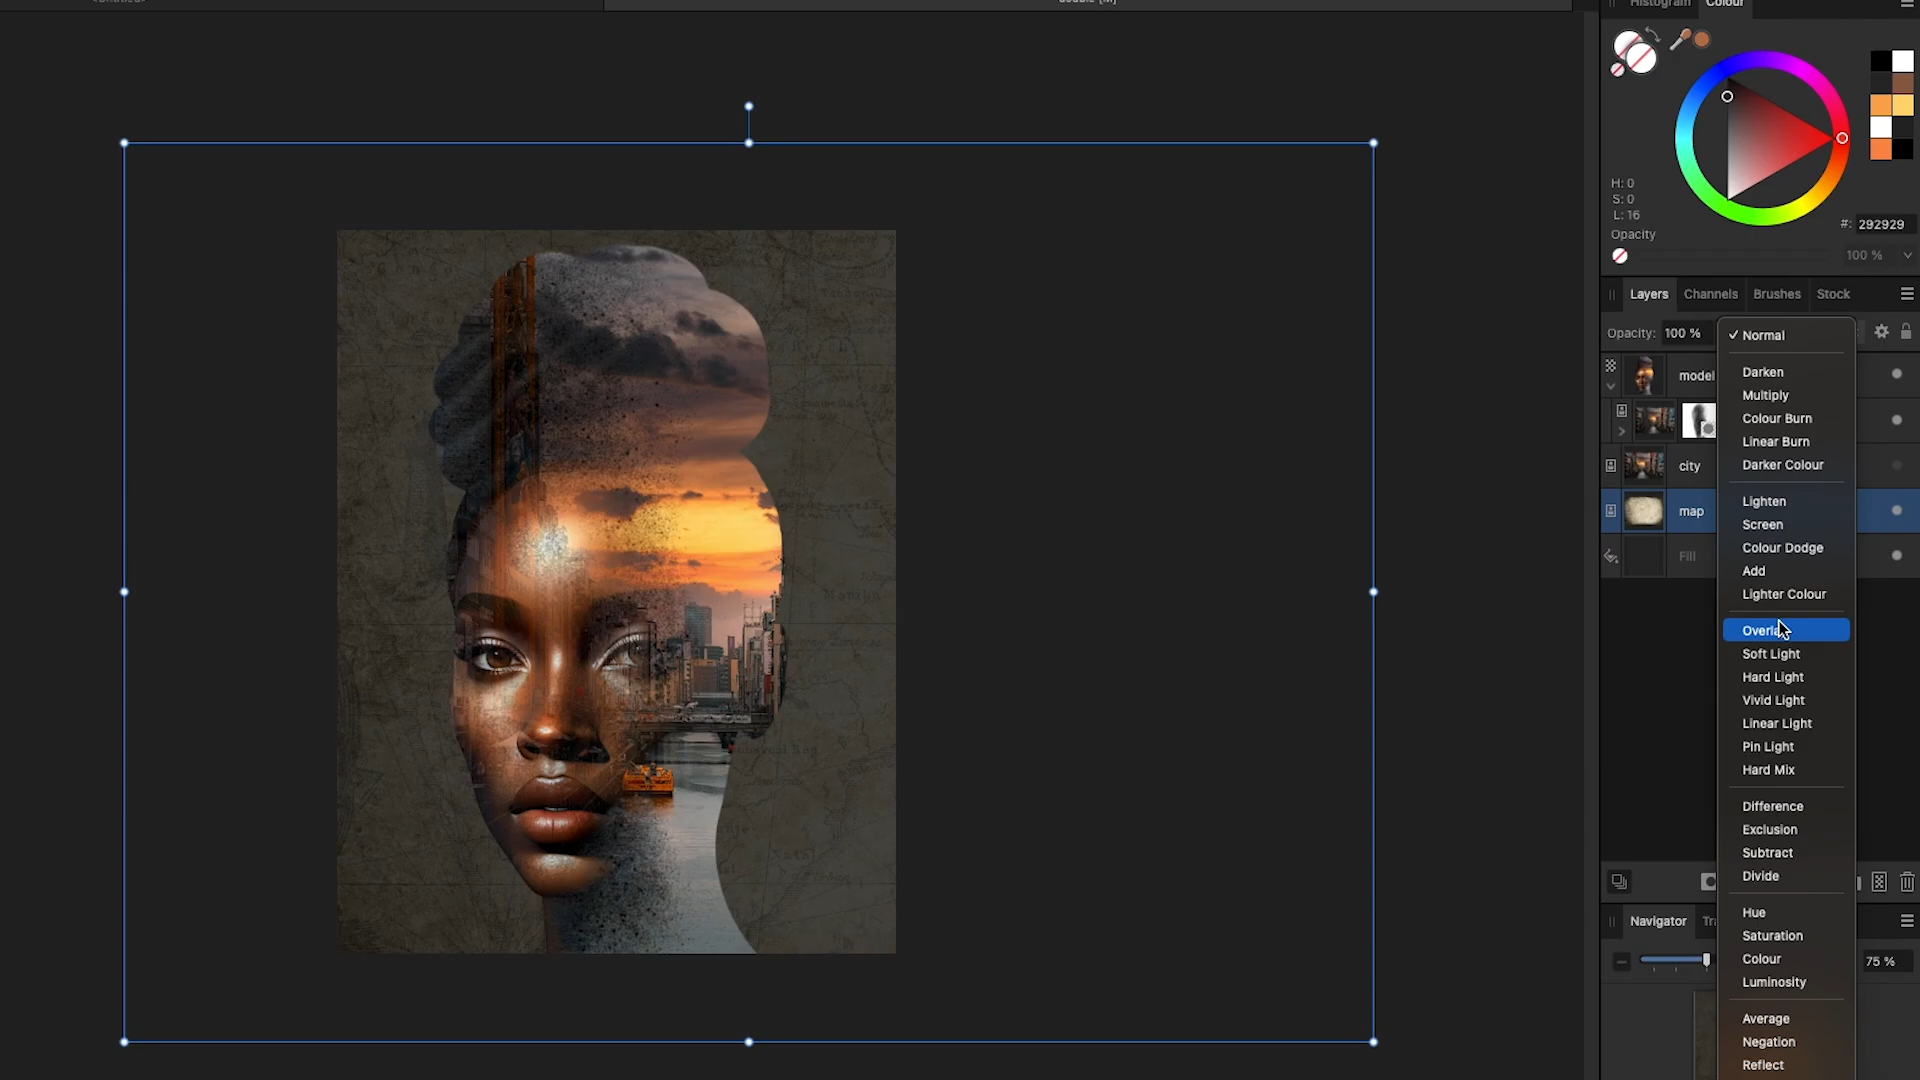 Histogram Colour
H: 0
S: 0
L: 16
#: 292929
Opacity
100 %
Layers Channels Brushes Stock
Opacity: 100 %
✓ Normal
model
Darken
Multiply
Colour Burn
Linear Burn
city
Darker Colour
Lighten
map
Screen
Colour Dodge
Fill
Add
Lighter Colour
Overla
Soft Light
Hard Light
Vivid Light
Linear Light
Pin Light
Hard Mix
Difference
Exclusion
Subtract
Divide
Hue
Navigator Tr
Saturation
Colour
75 %
Luminosity
Average
Negation
Reflect